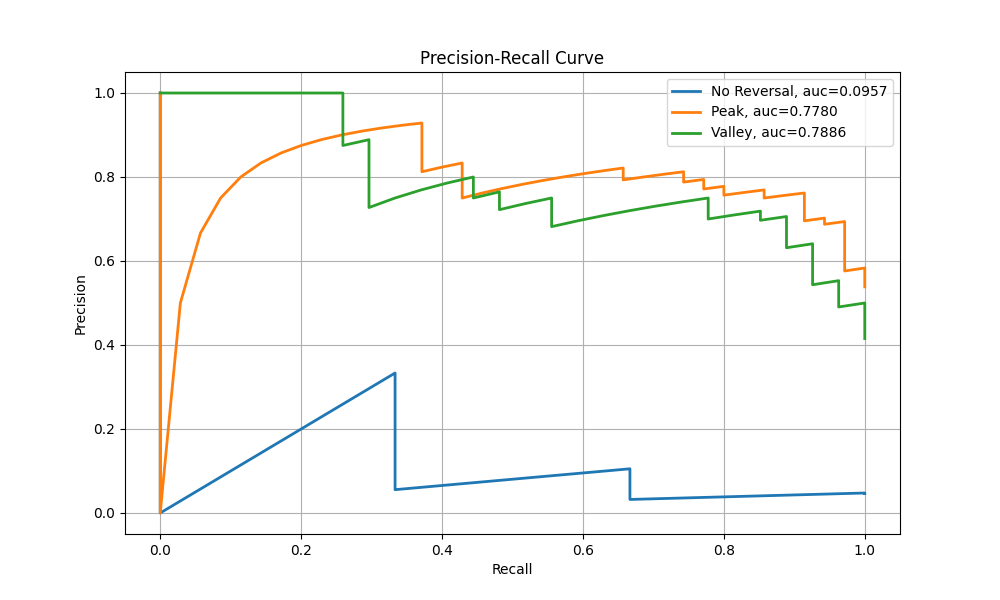 Precision-Recall Curve
No Reversal, auc=0.0957
Peak, auc=0.7780
Valley, auc=0.7886
Precision
1.0
0.8
0.6
0.4
0.2
0.0
0.0 0.2 0.4 0.6 0.8 1.0
Recall